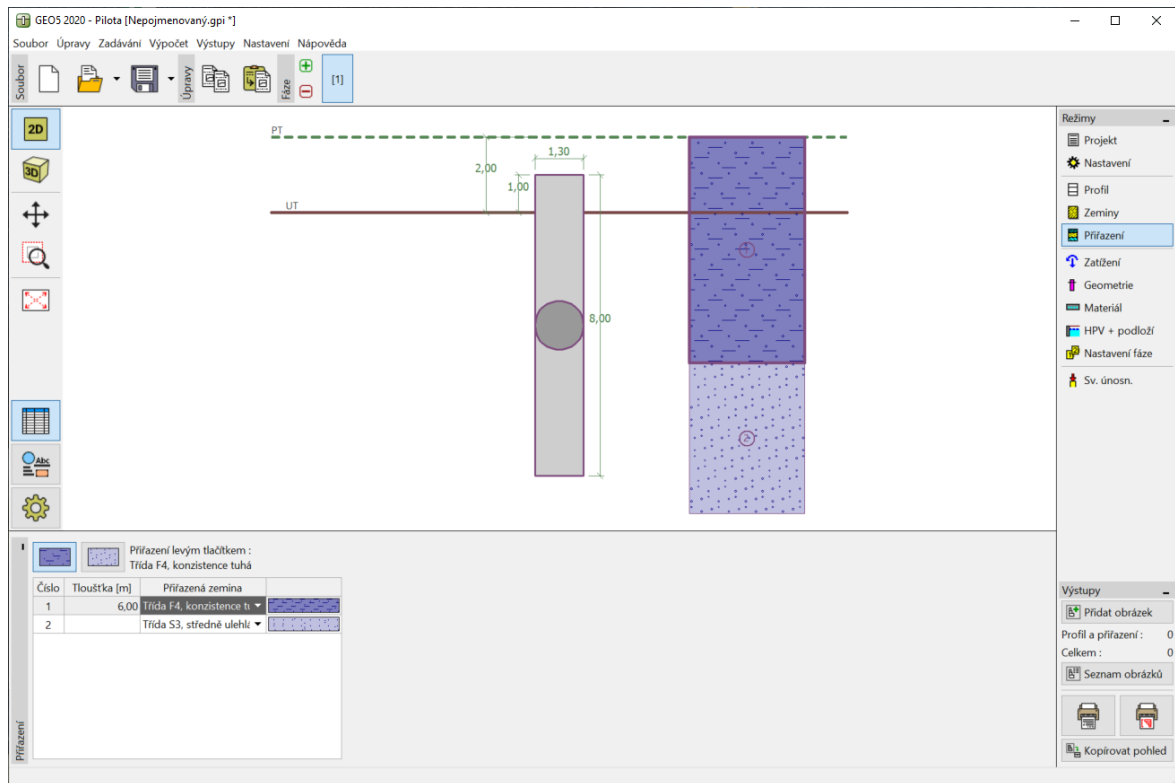 GEO5 2020 - Pilota [Nepojmenovaný.gpi *]
Soubor Úpravy Zadávání Výpočet Výstupy Nastavení Nápověda
Soubor
Úpravy
Fáze
[1]
2D
3D
Abc
PT
UT
2,00
1,30
1,00
8,00
1
2
Režimy
Projekt
Nastavení
Profil
Zeminy
Přiřazení
Zatížení
Geometrie
Materiál
HPV + podloží
Nastavení fáze
Sv. únosn.
Přiřazení
Přiřazení levým tlačítkem :
Třída F4, konzistence tuhá
Číslo Tloušťka [m] Přiřazená zemina
1 6,00 Třída F4, konzistence tu
2 Třída S3, středně ulehlá
Výstupy
Přidat obrázek
Profil a přiřazení : 0
Celkem : 0
Seznam obrázků
Kopírovat pohled